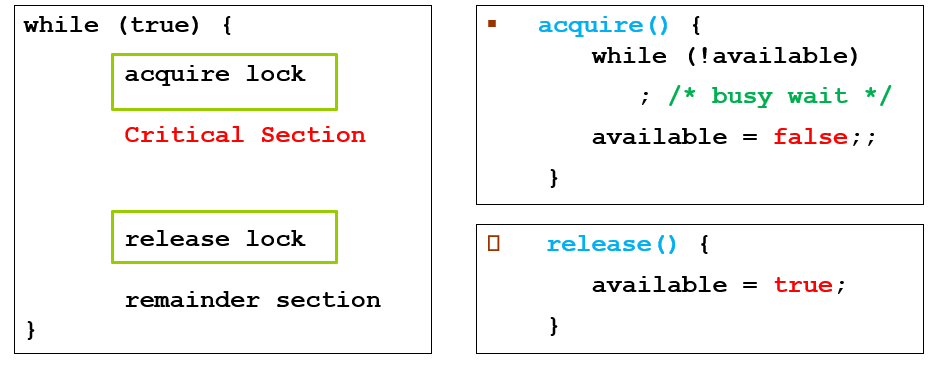 while (true) {
acquire lock
Critical Section
release lock
remainder section
}
▪ acquire() {
while (!available)
; /* busy wait */
available = false;;
}
□ release() {
available = true;
}